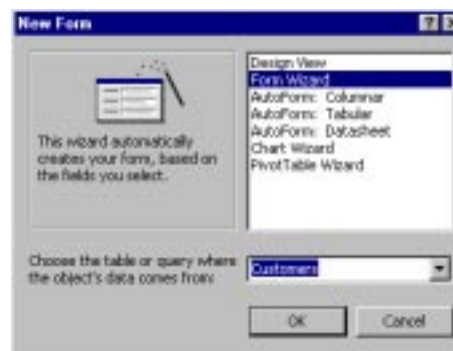 New Form
Design View
Form Wizard
AutoForm: Columnar
AutoForm: Tabular
AutoForm: Datasheet
Chart Wizard
PivotTable Wizard
This wizard automatically
creates your form, based on
the fields you select.
Choose the table or query where
the object's data comes from:
Customers
OK
Cancel